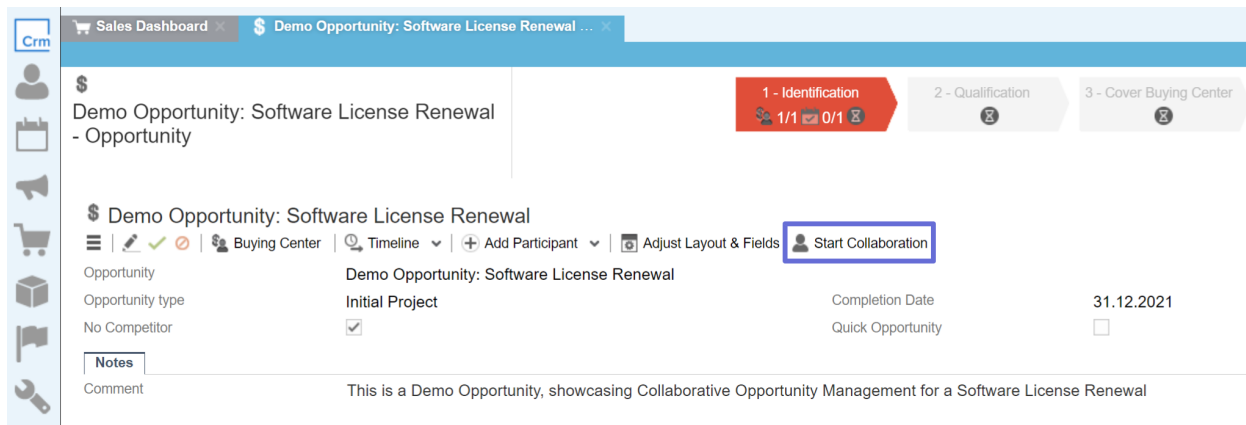 Crm
Sales Dashboard
Demo Opportunity: Software License Renewal ...
$
Demo Opportunity: Software License Renewal
- Opportunity
1 - Identification
1/1 0/1
2 - Qualification
3 - Cover Buying Center
$ Demo Opportunity: Software License Renewal
Buying Center Timeline Add Participant Adjust Layout & Fields Start Collaboration
Opportunity Demo Opportunity: Software License Renewal
Opportunity type Initial Project Completion Date 31.12.2021
No Competitor Quick Opportunity
Notes
Comment This is a Demo Opportunity, showcasing Collaborative Opportunity Management for a Software License Renewal